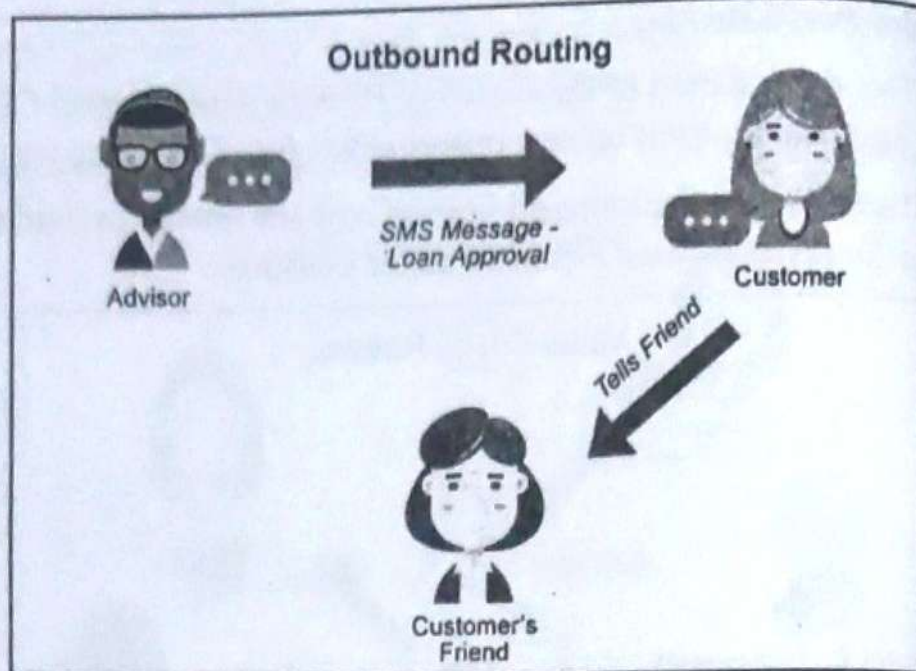 Outbound Routing
SMS Message -
Loan Approval
Advisor
Customer
Tells Friend
Customer's
Friend